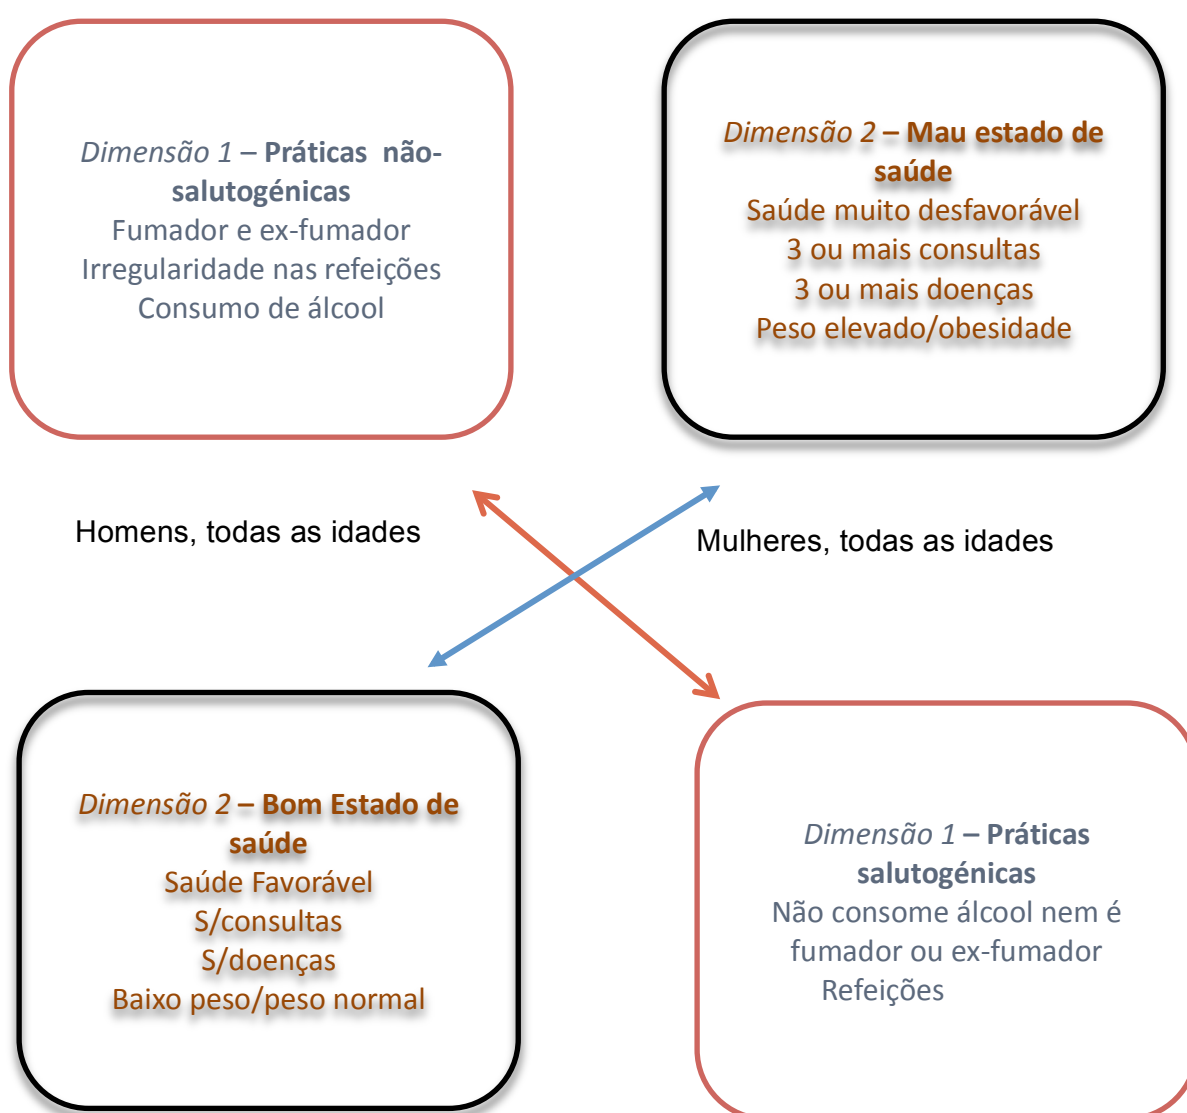 Dimensão 1 – Práticas não-
salutogénicas
Fumador e ex-fumador
Irregularidade nas refeições
Consumo de álcool
Dimensão 2 – Mau estado de
saúde
Saúde muito desfavorável
3 ou mais consultas
3 ou mais doenças
Peso elevado/obesidade
Homens, todas as idades
Mulheres, todas as idades
Dimensão 2 – Bom Estado de
saúde
Saúde Favorável
S/consultas
S/doenças
Baixo peso/peso normal
Dimensão 1 – Práticas
salutogénicas
Não consome álcool nem é
fumador ou ex-fumador
Refeições